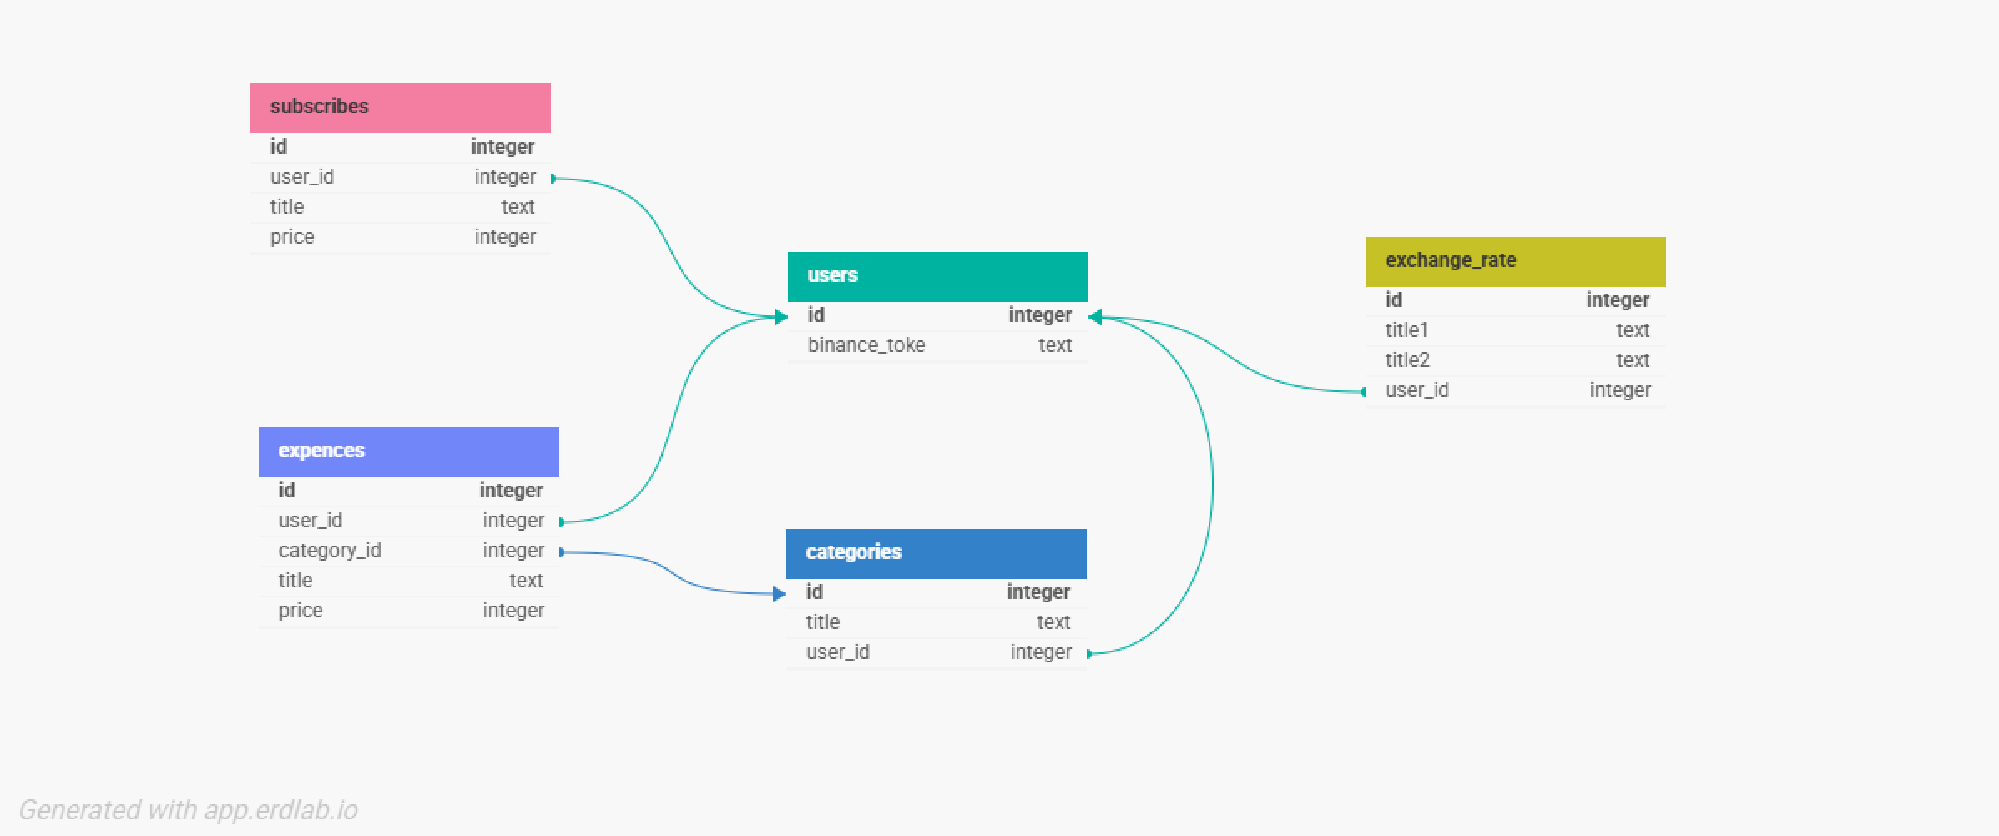 subscribes
id integer
user_id integer
title text
price integer
users
id integer
binance_toke text
exchange_rate
id integer
title1 text
title2 text
user_id integer
expences
id integer
user_id integer
category_id integer
title text
price integer
categories
id integer
title text
user_id integer
Generated with app.erdlab.io